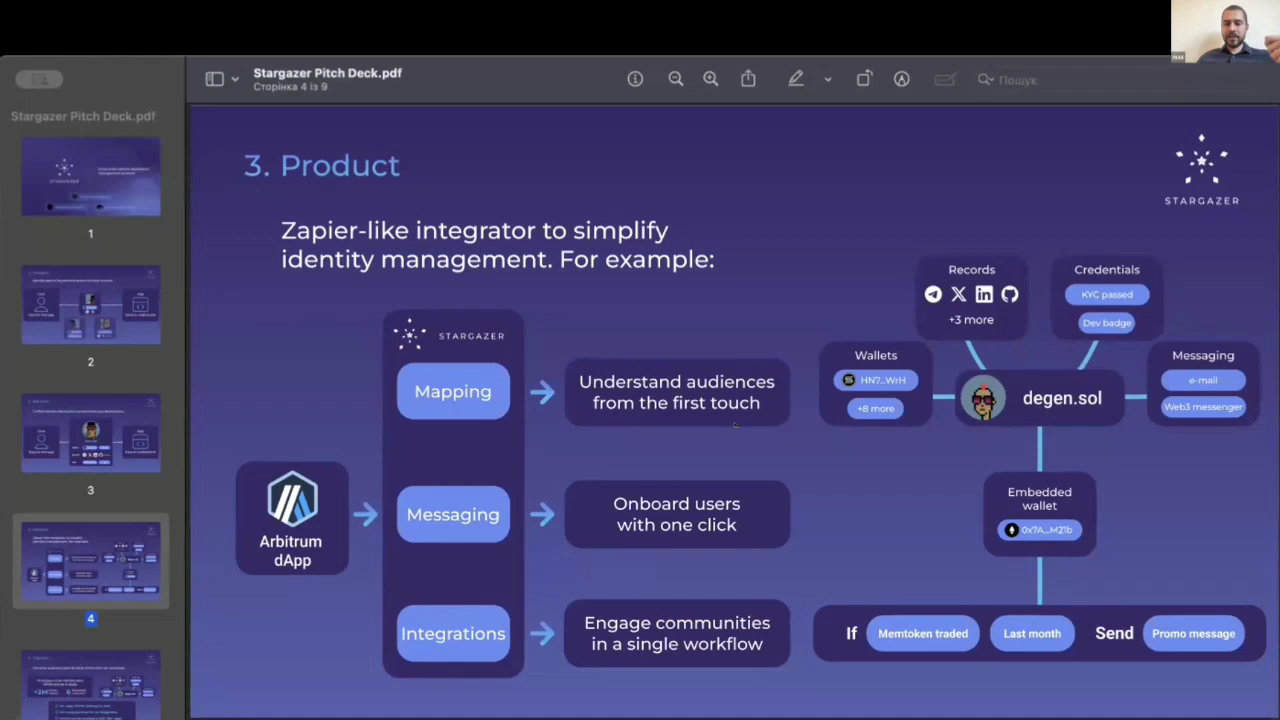 Stargazer Pitch Deck.pdf
Сторінка 4 із 9
Пошук
Stargazer Pitch Deck.pdf
1
2
3
4
3. Product
STARGAZER
Zapier-like integrator to simplify
identity management. For example:
STARGAZER
Arbitrum
dApp
Mapping
Understand audiences
from the first touch
Messaging
Onboard users
with one click
Integrations
Engage communities
in a single workflow
Records
+3 more
Credentials
KYC passed
Dev badge
Wallets
HN7...WrH
+8 more
degen.sol
Messaging
e-mail
Web3 messenger
Embedded
wallet
0x7A...M21b
If Memtoken traded Last month Send Promo message